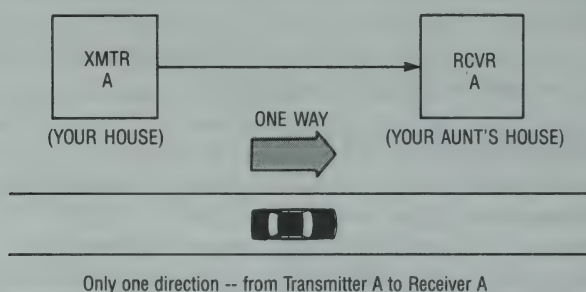 XMTR
A
RCVR
A
(YOUR HOUSE)
ONE WAY
(YOUR AUNT'S HOUSE)
Only one direction -- from Transmitter A to Receiver A